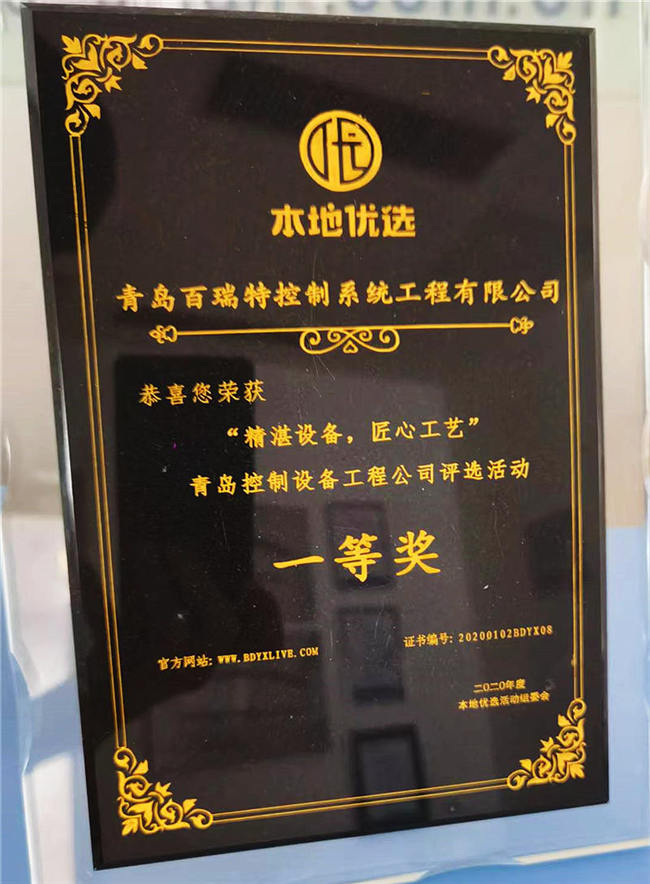 本地优选
青岛百瑞特控制系统工程有限公司
恭喜您荣获
“精湛设备，匠心工艺”
青岛控制设备工程公司评选活动
一等奖
官方网站: WWW.BDYXLIVE.COM
证书编号: 20200102BDYX08
二〇二〇年度
本地优选活动组委会